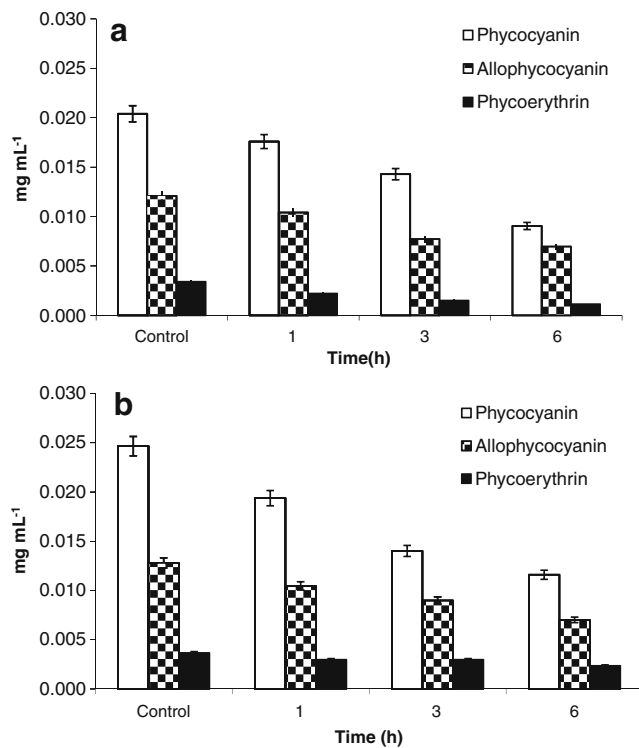 a
0.030
0.025
0.020
0.015
0.010
0.005
0.000
mg mL⁻¹
Phycocyanin
Allophycocyanin
Phycoerythrin
Control 1 3 6
Time(h)
b
0.030
0.025
0.020
0.015
0.010
0.005
0.000
mg mL⁻¹
Phycocyanin
Allophycocyanin
Phycoerythrin
Control 1 3 6
Time (h)